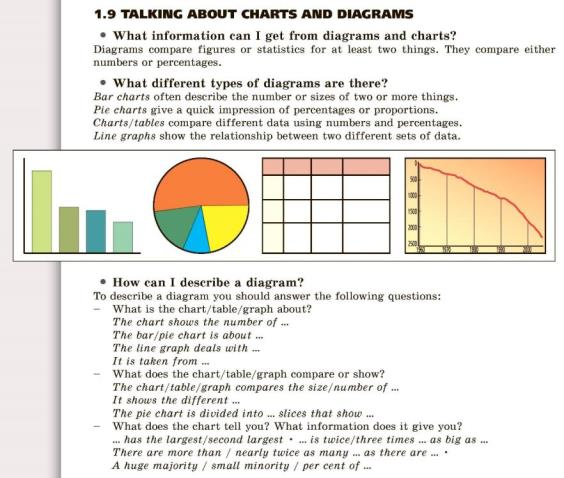 1.9 TALKING ABOUT CHARTS AND DIAGRAMS
• What information can I get from diagrams and charts?
Diagrams compare figures or statistics for at least two things. They compare either
numbers or percentages.
• What different types of diagrams are there?
Bar charts often describe the number or sizes of two or more things.
Pie charts give a quick impression of percentages or proportions.
Charts/tables compare different data using numbers and percentages.
Line graphs show the relationship between two different sets of data.
0
500
1000
1500
2000
2500
1960 1970 1980 1990 2000
• How can I describe a diagram?
To describe a diagram you should answer the following questions:
– What is the chart/table/graph about?
The chart shows the number of ...
The bar/pie chart is about ...
The line graph deals with ...
It is taken from ...
– What does the chart/table/graph compare or show?
The chart/table/graph compares the size/number of ...
It shows the different ...
The pie chart is divided into ... slices that show ...
– What does the chart tell you? What information does it give you?
... has the largest/second largest • ... is twice/three times ... as big as ...
There are more than / nearly twice as many ... as there are ... •
A huge majority / small minority / per cent of ...